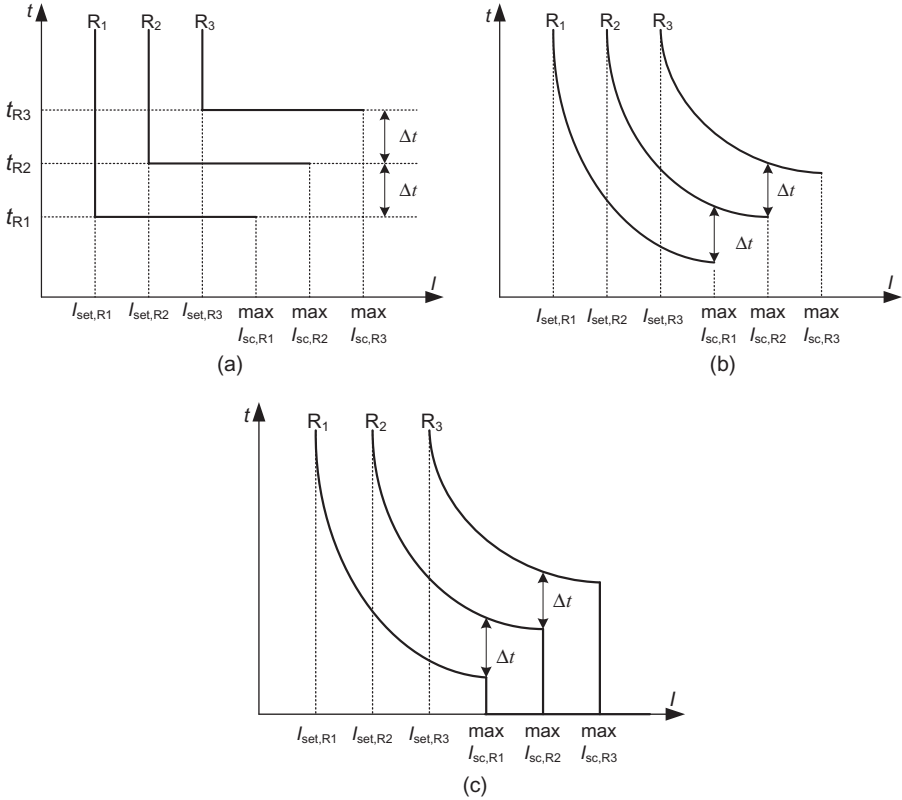 t
R1 R2 R3
tR3
Δt
tR2
Δt
tR1
I
Iset,R1 Iset,R2 Iset,R3 max max max
Isc,R1 Isc,R2 Isc,R3
(a)
t
R1 R2 R3
Δt
Δt
I
Iset,R1 Iset,R2 Iset,R3 max max max
Isc,R1 Isc,R2 Isc,R3
(b)
t
R1 R2 R3
Δt
Δt
I
Iset,R1 Iset,R2 Iset,R3 max max max
Isc,R1 Isc,R2 Isc,R3
(c)